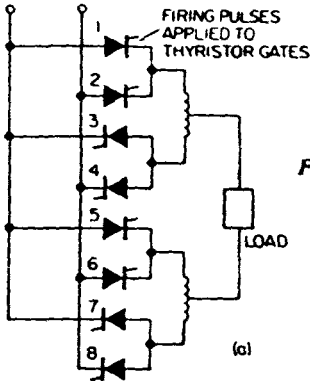 FIRING PULSES
APPLIED TO
THYRISTOR GATES
1
2
3
4
5
6
7
8
F
LOAD
(a)